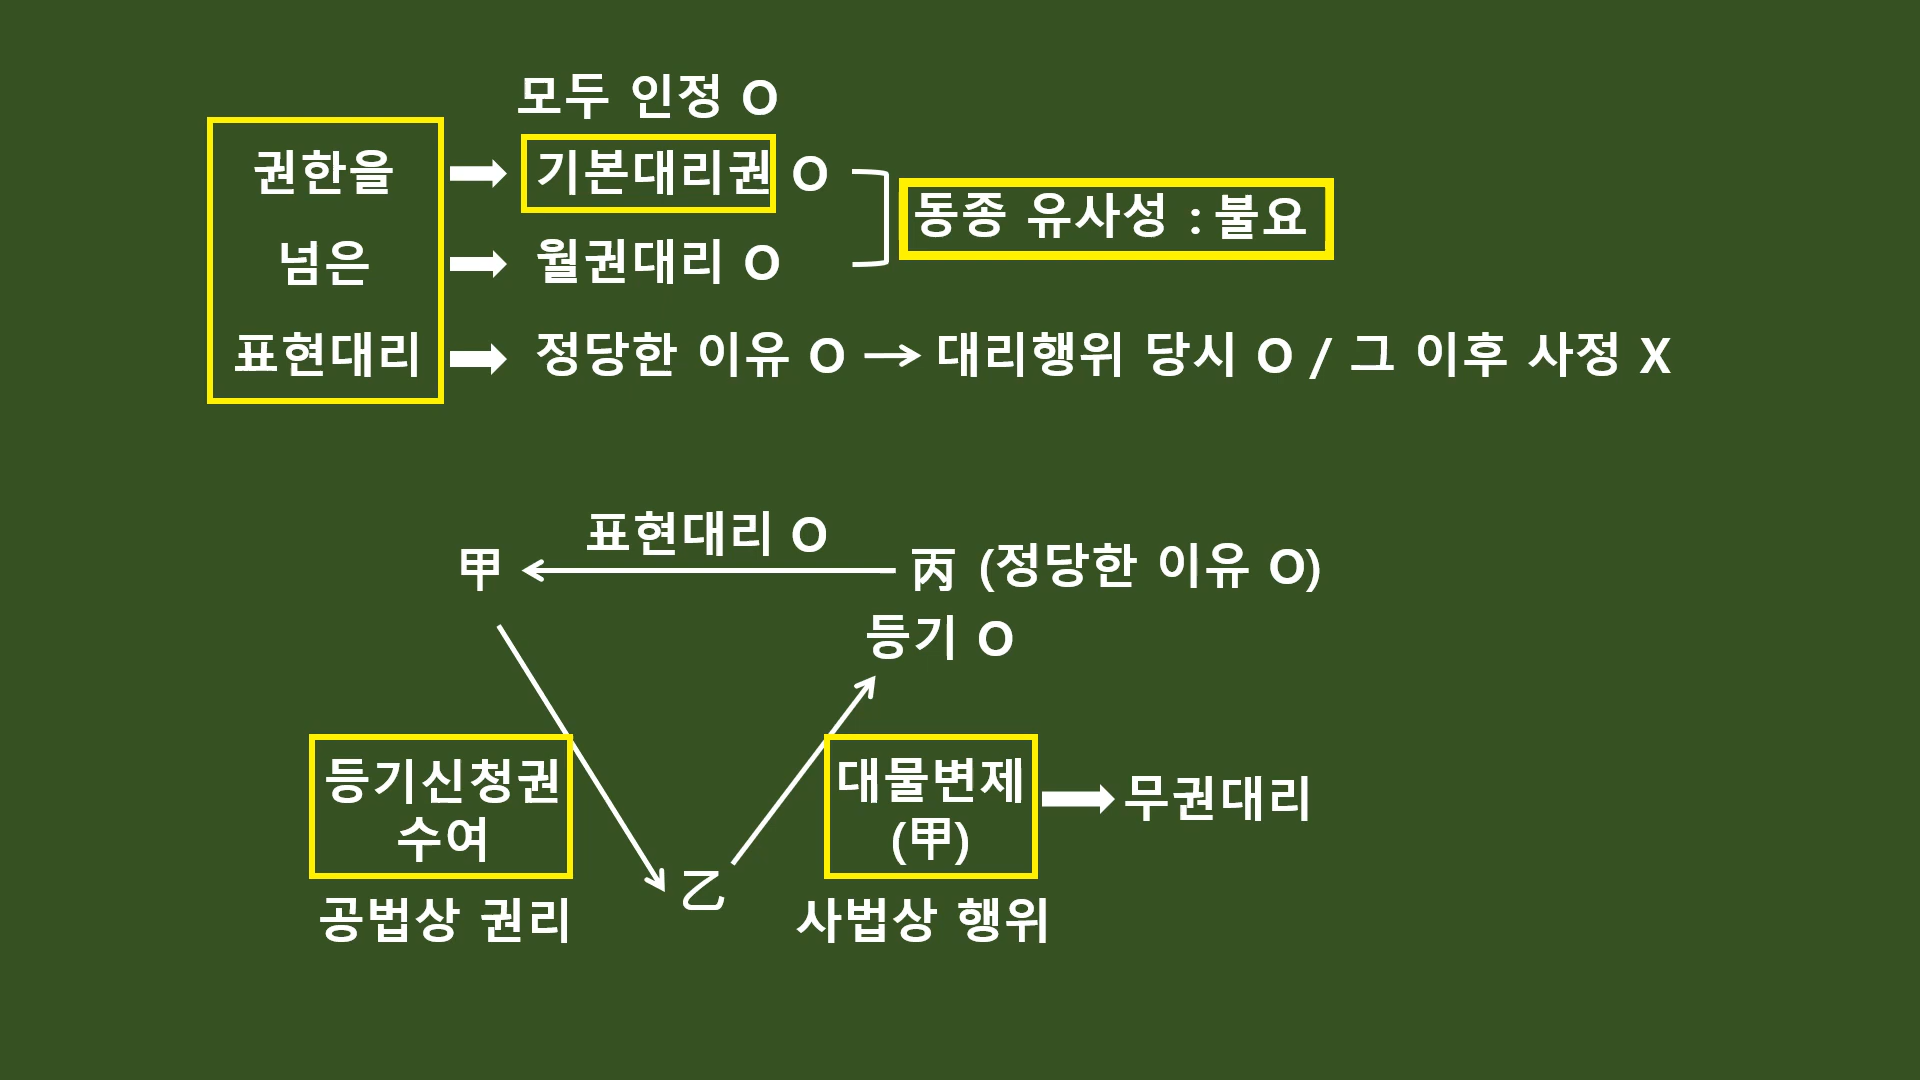 모두 인정 O
권한을 기본대리권 O
동종 유사성 : 불요
넘은 월권대리 O
표현대리 정당한 이유 O → 대리행위 당시 O / 그 이후 사정 X
표현대리 O
甲 丙 (정당한 이유 O)
등기 O
등기신청권
수여
대물변제
(甲)
무권대리
乙
공법상 권리
사법상 행위